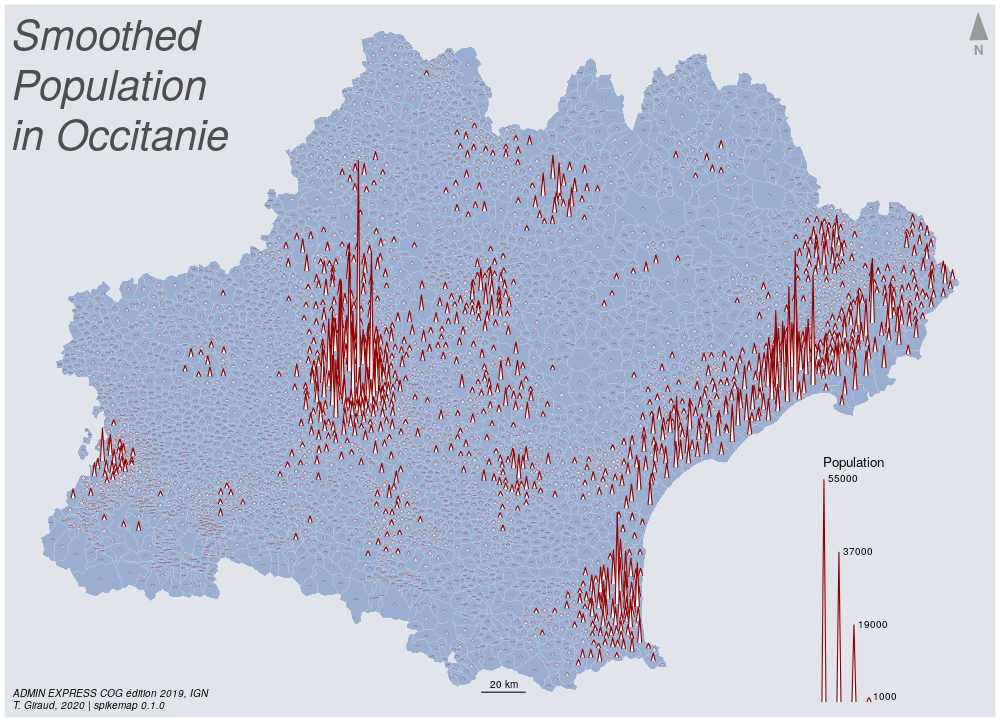 Smoothed
Population
in Occitanie
N
Population
55000
37000
19000
1000
20 km
ADMIN EXPRESS COG édition 2019, IGN
T. Giraud, 2020 | spikemap 0.1.0